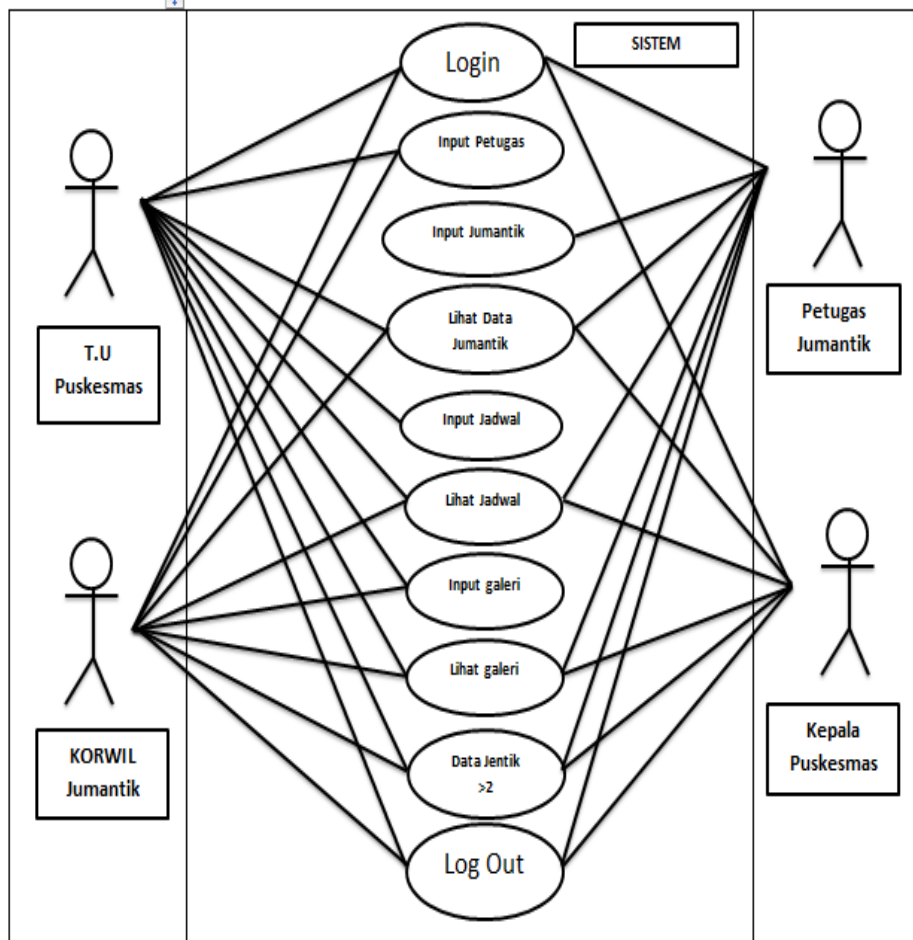 SISTEM
Login
Input Petugas
Input Jumantik
Lihat Data
Jumantik
Input Jadwal
Lihat Jadwal
Input galeri
Lihat galeri
Data Jentik
>2
Log Out
T.U
Puskesmas
KORWIL
Jumantik
Petugas
Jumantik
Kepala
Puskesmas